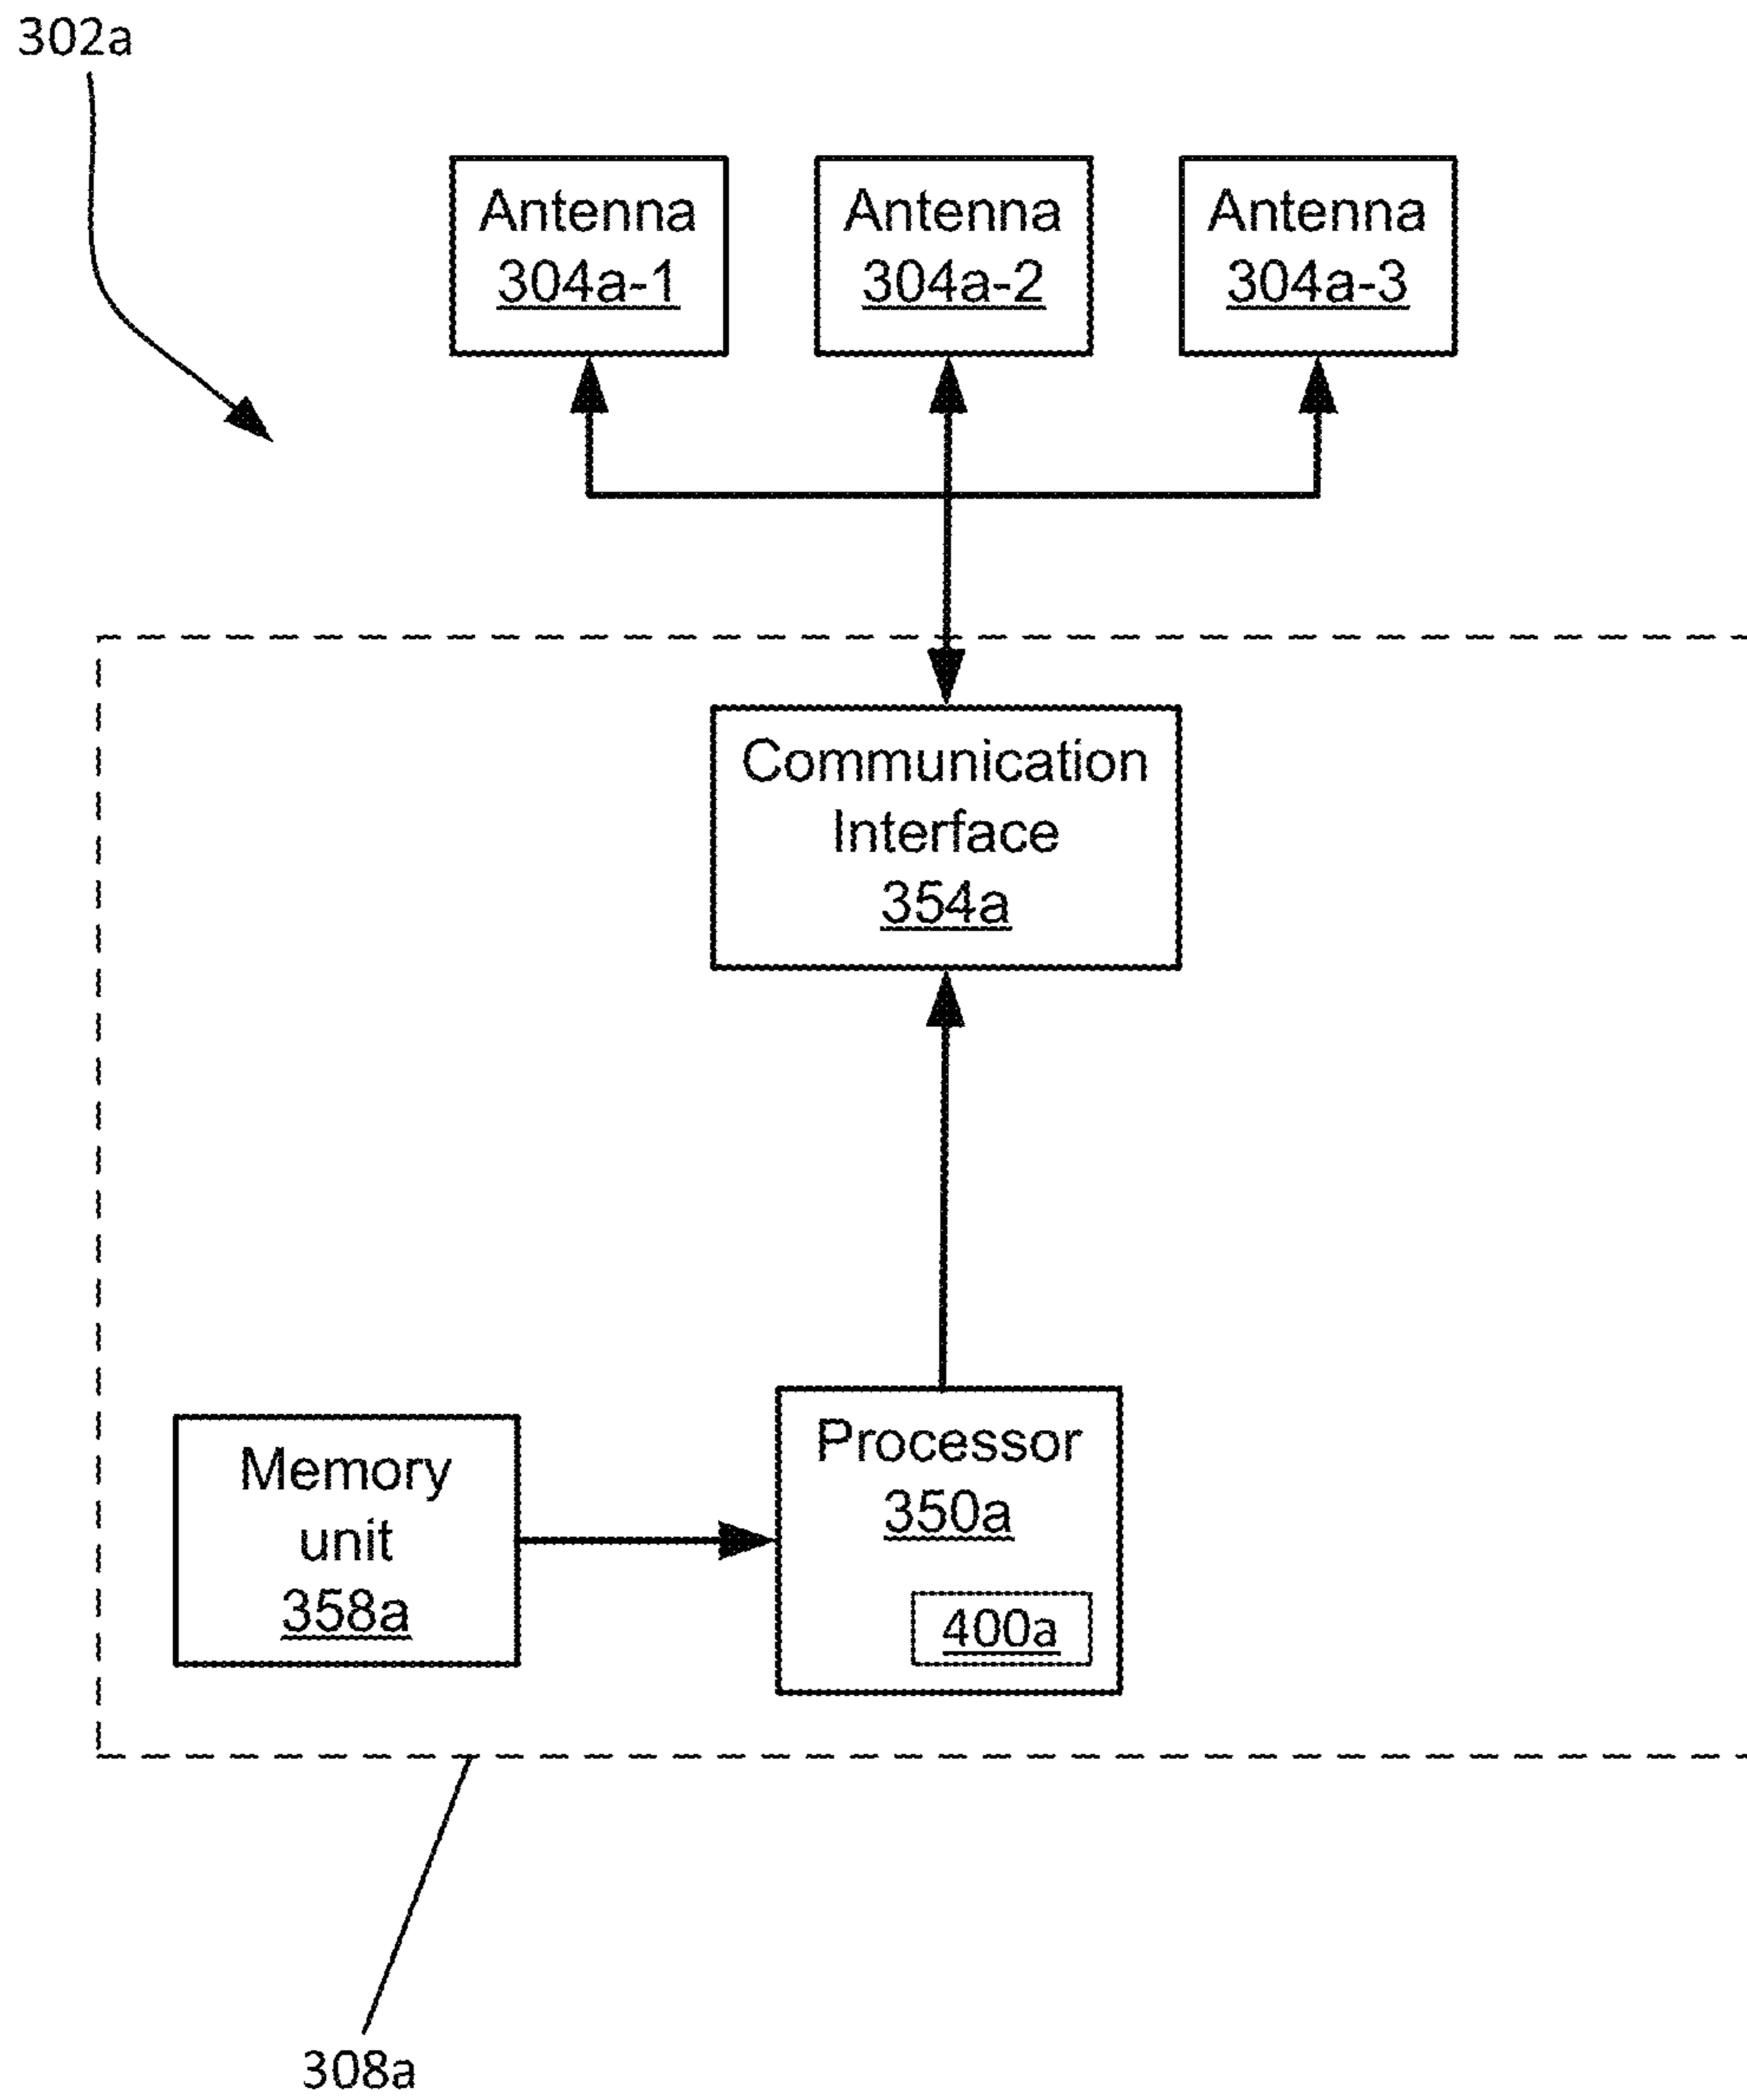 302a
Antenna
304a-1
Antenna
304a-2
Antenna
304a-3
Communication
Interface
354a
Processor
350a
400a
Memory
unit
358a
308a